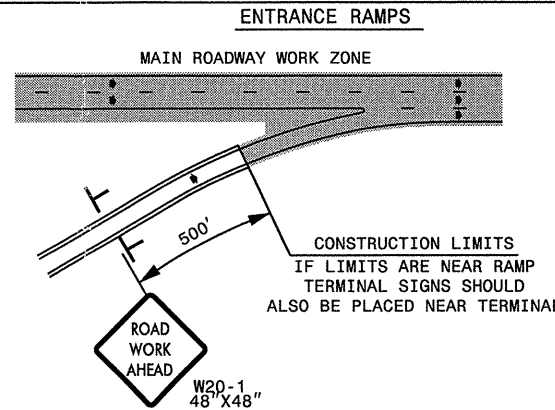 ENTRANCE RAMPS
MAIN ROADWAY WORK ZONE
500'
CONSTRUCTION LIMITS
IF LIMITS ARE NEAR RAMP
TERMINAL SIGNS SHOULD
ALSO BE PLACED NEAR TERMINAL
ROAD
WORK
AHEAD
W20-1
48"X48"